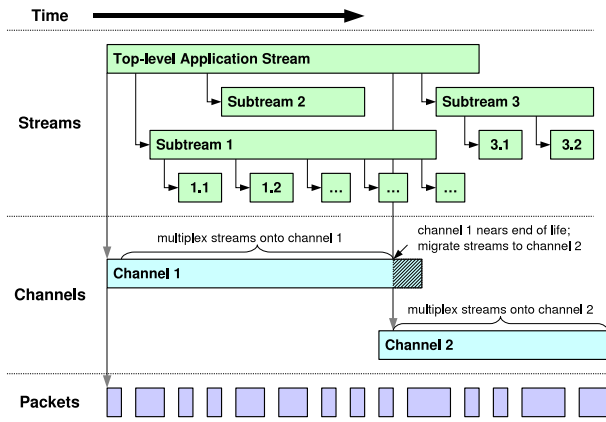 Time
Top-level Application Stream
Subtream 2
Subtream 3
Streams
Subtream 1
3.1
3.2
1.1
1.2
...
...
...
multiplex streams onto channel 1
channel 1 nears end of life;
migrate streams to channel 2
Channel 1
Channels
multiplex streams onto channel 2
Channel 2
Packets